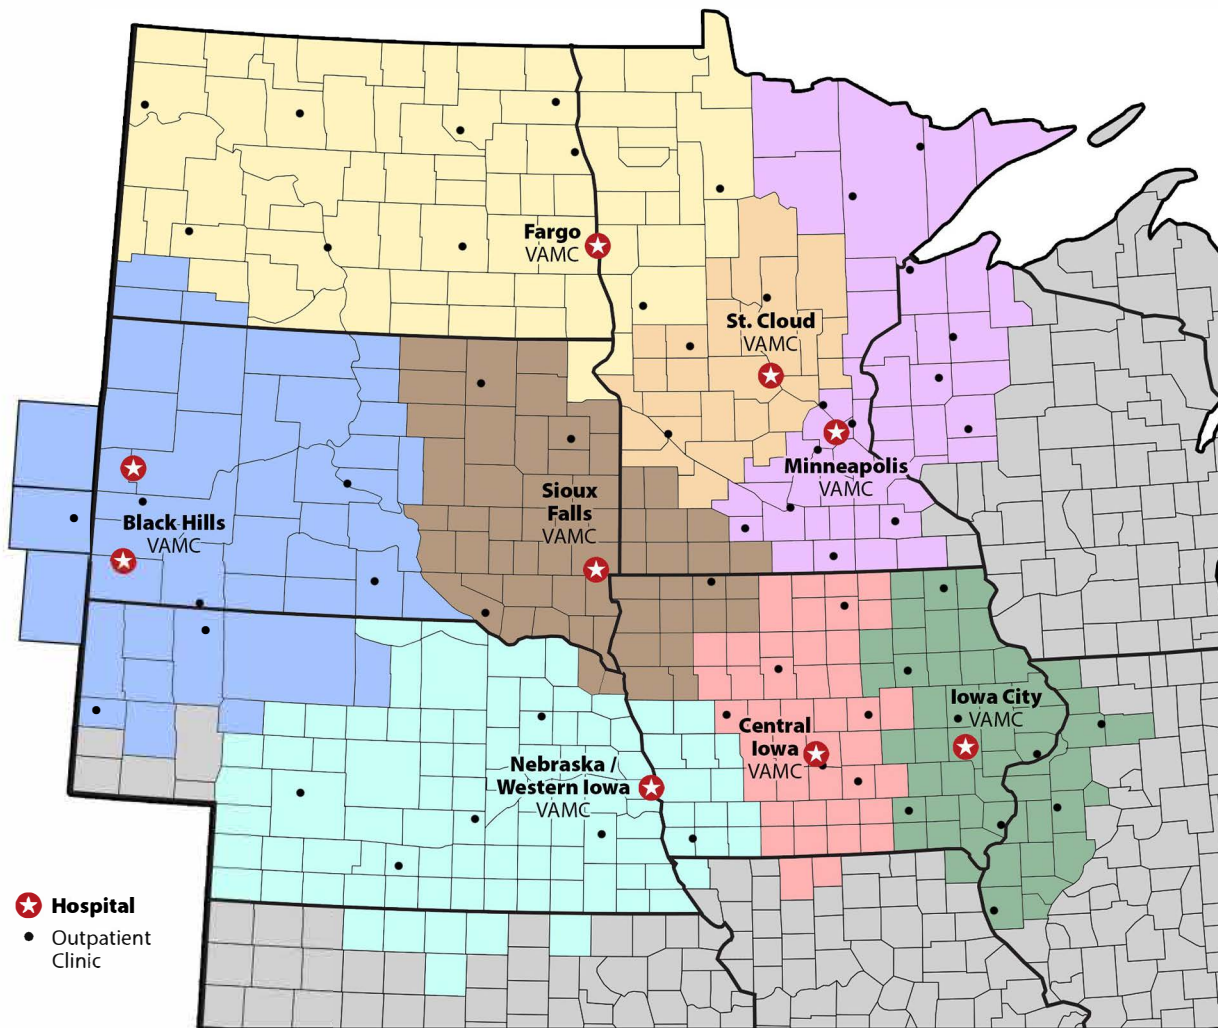 Fargo
VAMC
St. Cloud
VAMC
Minneapolis
VAMC
Sioux
Falls
VAMC
Black Hills
VAMC
Iowa City
VAMC
Central
Iowa
VAMC
Nebraska /
Western Iowa
VAMC
Hospital
Outpatient
Clinic